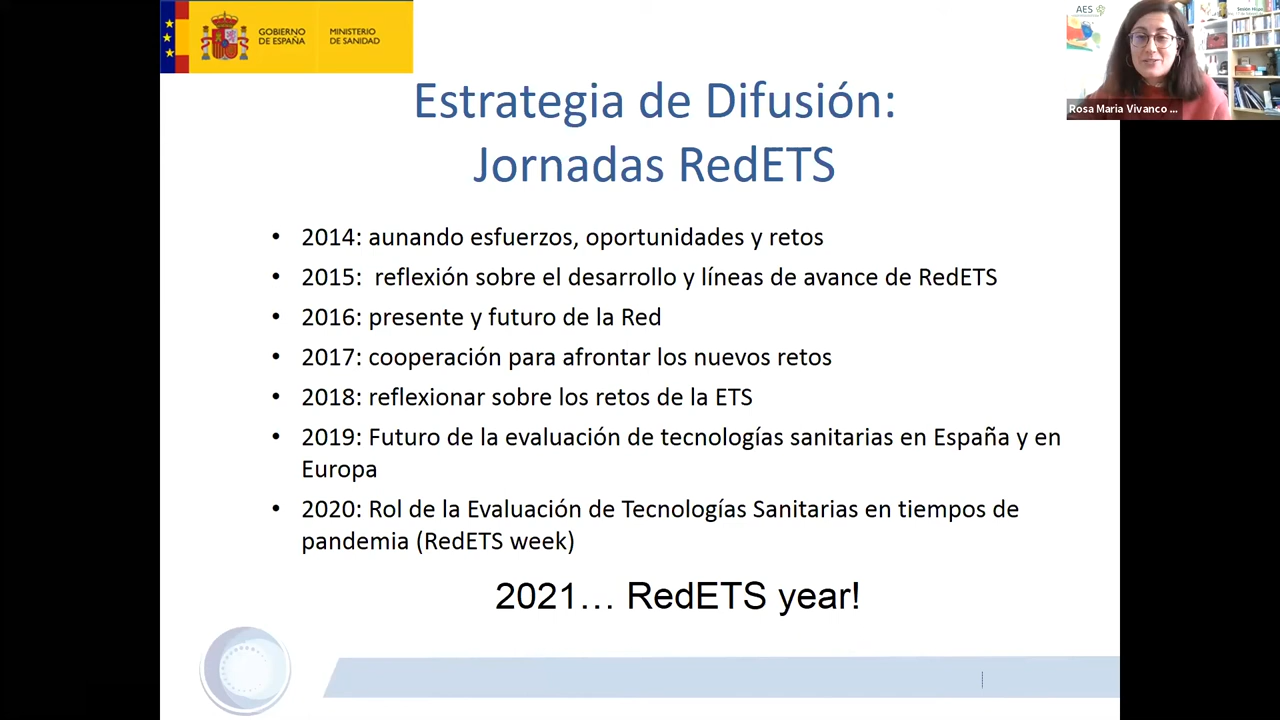 GOBIERNO
DE ESPAÑA
MINISTERIO
DE SANIDAD
AES
Rosa Maria Vivanco ...
Estrategia de Difusión:
Jornadas RedETS
• 2014: aunando esfuerzos, oportunidades y retos
• 2015: reflexión sobre el desarrollo y líneas de avance de RedETS
• 2016: presente y futuro de la Red
• 2017: cooperación para afrontar los nuevos retos
• 2018: reflexionar sobre los retos de la ETS
• 2019: Futuro de la evaluación de tecnologías sanitarias en España y en
Europa
• 2020: Rol de la Evaluación de Tecnologías Sanitarias en tiempos de
pandemia (RedETS week)
2021... RedETS year!